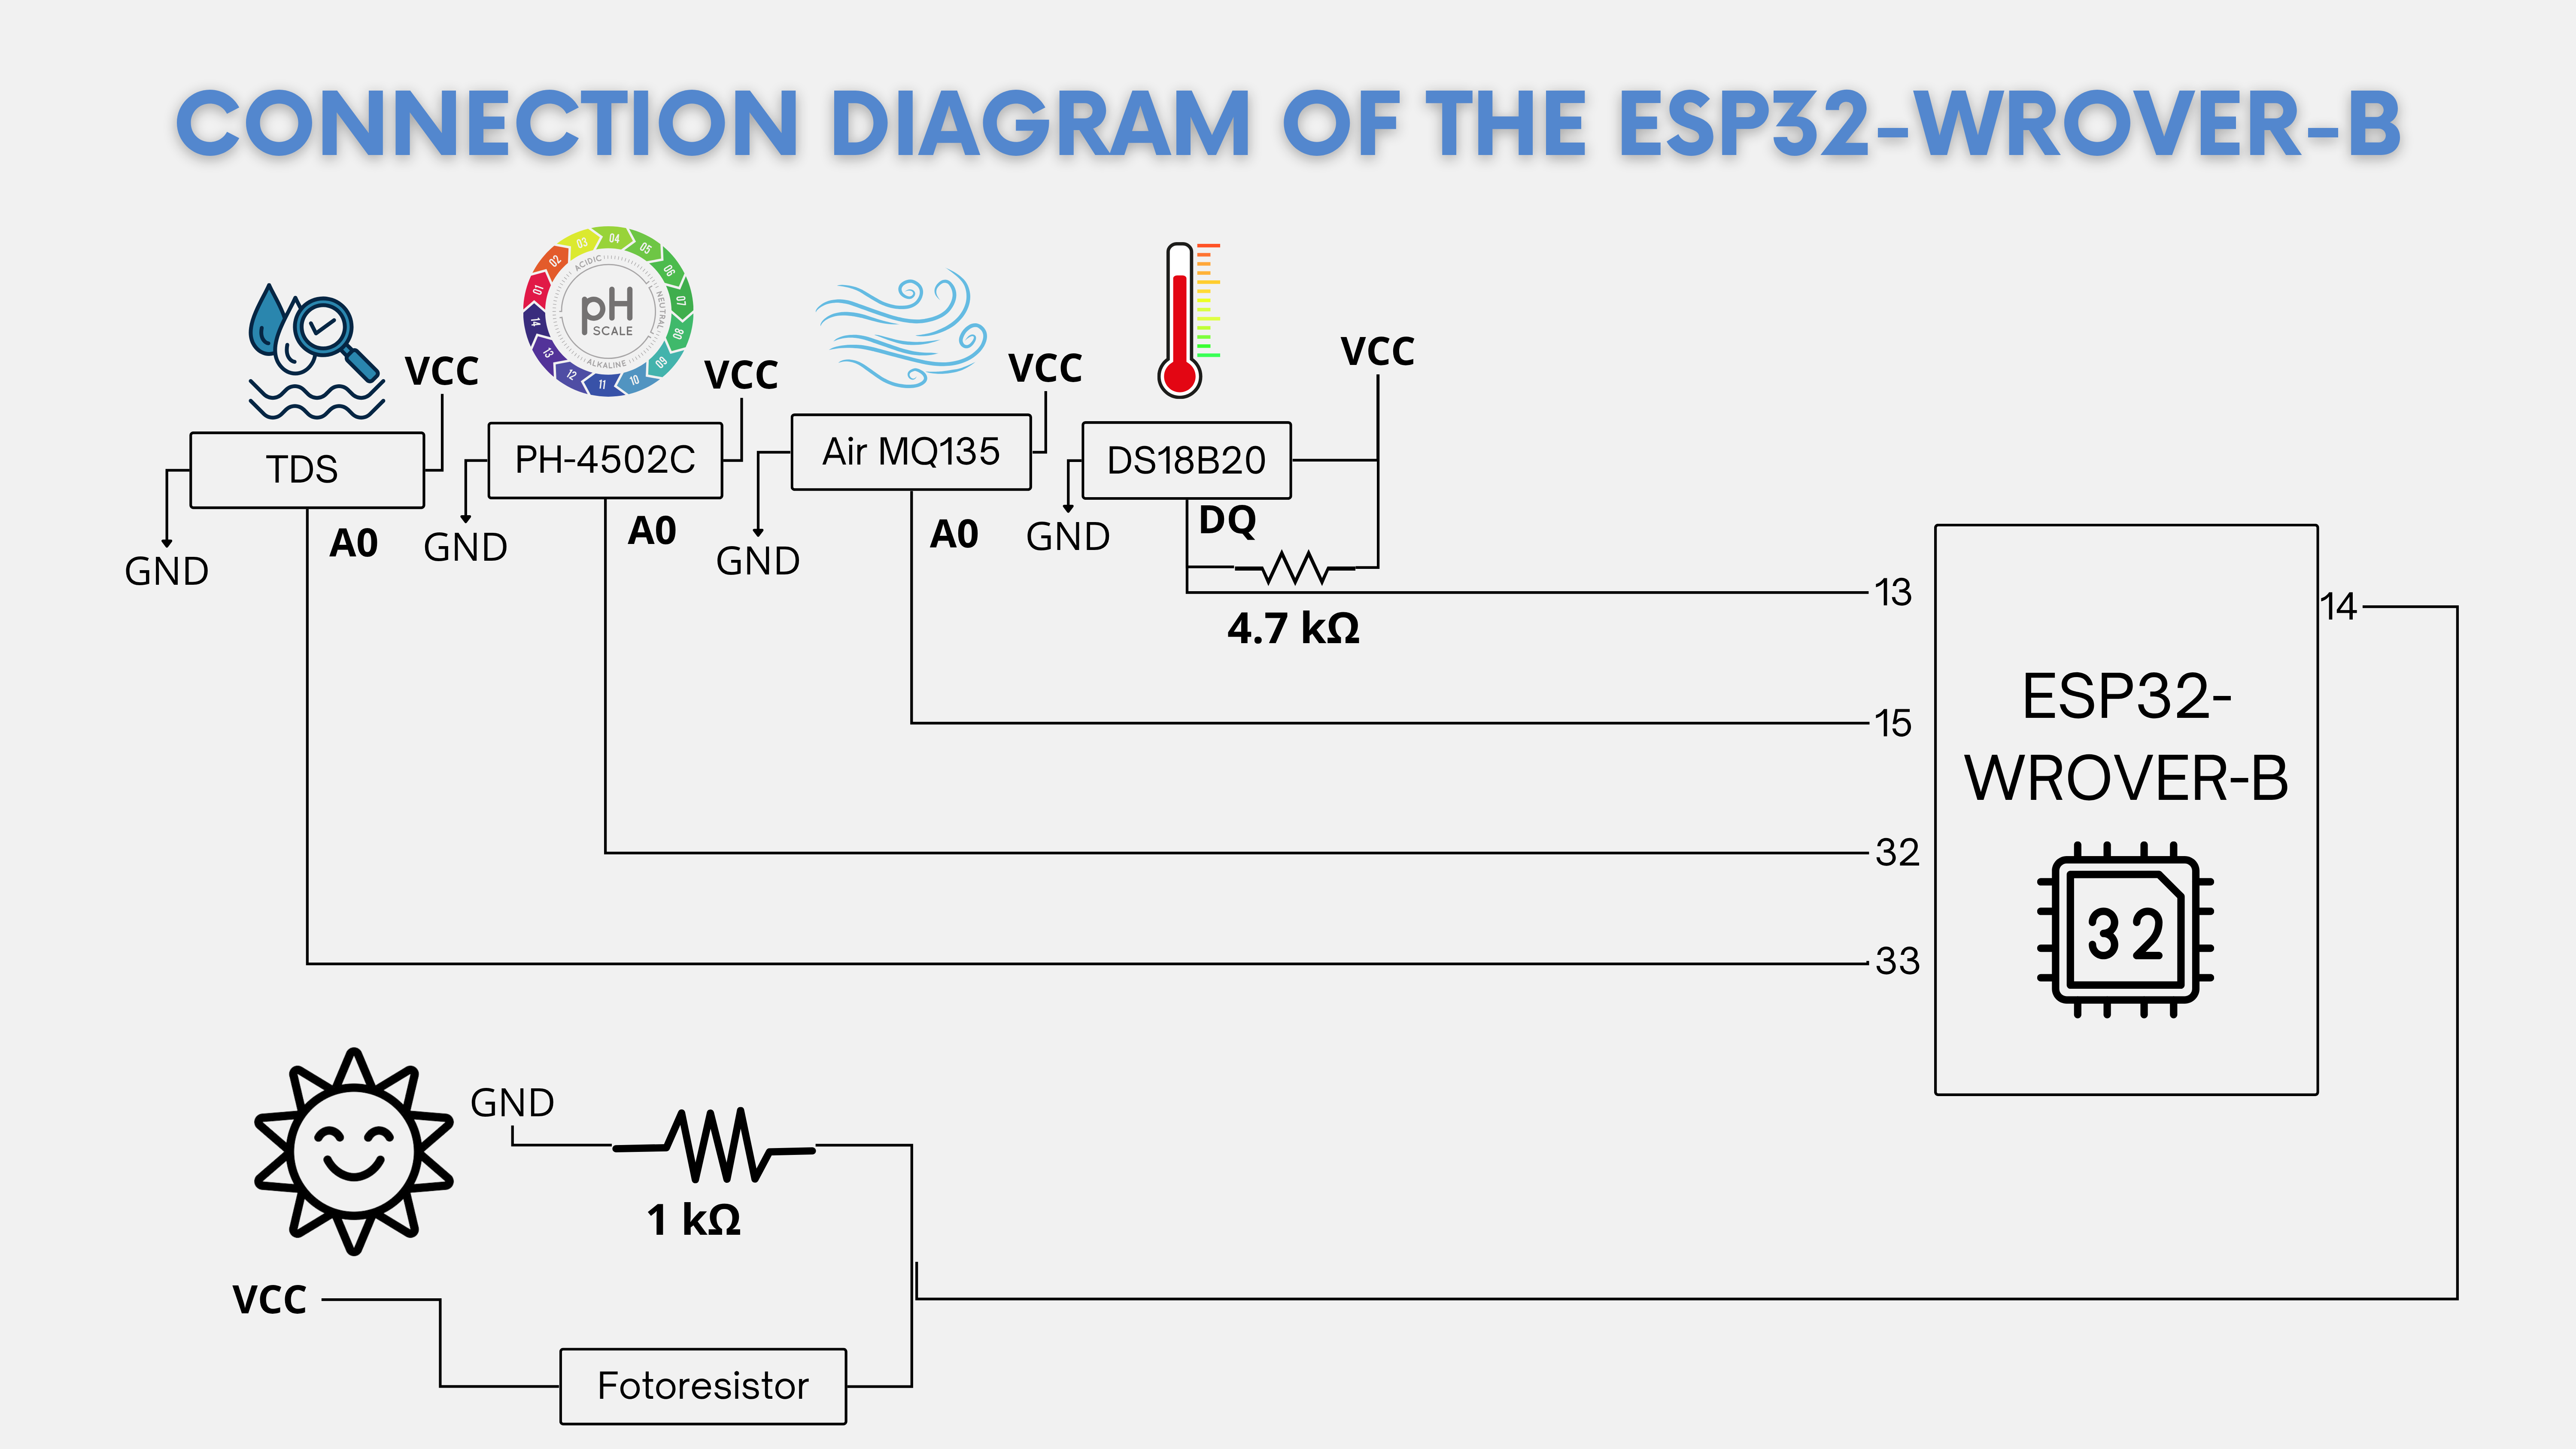 CONNECTION DIAGRAM OF THE ESP32-WROVER-B
01
02
03
04
05
06
07
08
09
10
11
12
13
14
ACIDIC
NEUTRAL
ALKALINE
pH
SCALE
VCC
VCC
VCC
VCC
TDS
PH-4502C
Air MQ135
DS18B20
GND
A0
GND
A0
GND
A0
GND
DQ
4.7 kΩ
13
15
32
33
14
ESP32-
WROVER-B
32
GND
1 kΩ
VCC
Fotoresistor